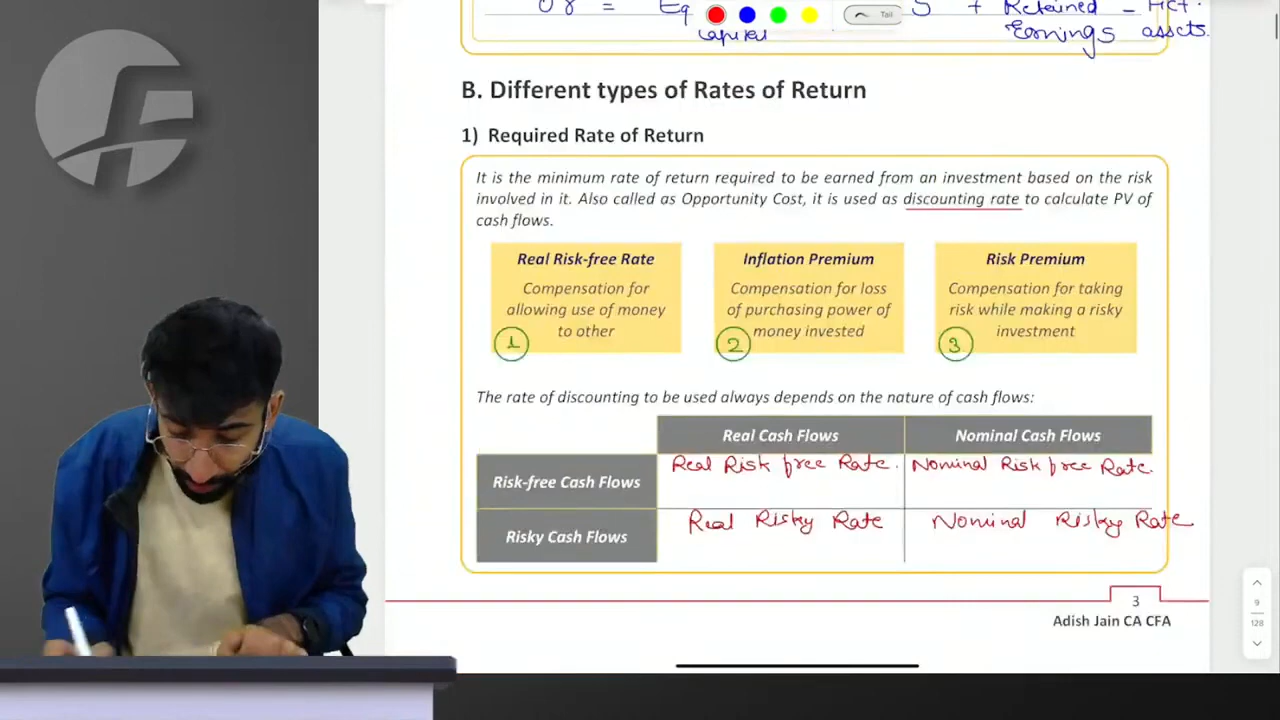 Tail
= Eq S + Retained -
capital Earnings assets.
B. Different types of Rates of Return
1) Required Rate of Return
It is the minimum rate of return required to be earned from an investment based on the risk
involved in it. Also called as Opportunity Cost, it is used as discounting rate to calculate PV of
cash flows.
Real Risk-free Rate
Compensation for
allowing use of money
to other
1
Inflation Premium
Compensation for loss
of purchasing power of
money invested
2
Risk Premium
Compensation for taking
risk while making a risky
investment
3
The rate of discounting to be used always depends on the nature of cash flows:
Real Cash Flows Nominal Cash Flows
Risk-free Cash Flows Real Risk free Rate. Nominal Risk free Rate.
Risky Cash Flows Real Risky Rate Nominal Risky Rate
3
Adish Jain CA CFA
9
128